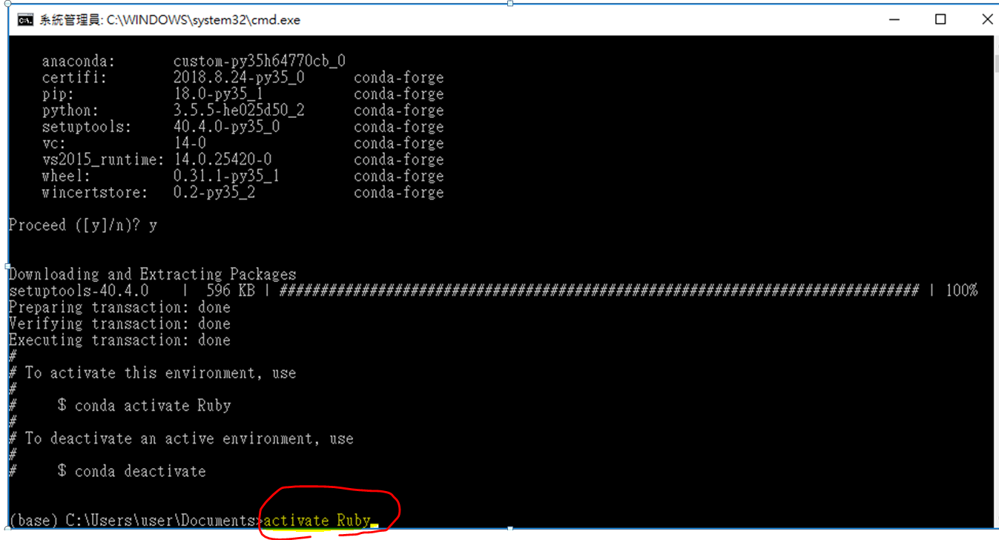 系統管理員: C:\WINDOWS\system32\cmd.exe
anaconda: custom-py35h64770cb_0
certifi: 2018.8.24-py35_0 conda-forge
pip: 18.0-py35_1 conda-forge
python: 3.5.5-he025d50_2 conda-forge
setuptools: 40.4.0-py35_0 conda-forge
vc: 14-0 conda-forge
vs2015_runtime: 14.0.25420-0 conda-forge
wheel: 0.31.1-py35_1 conda-forge
wincertstore: 0.2-py35_2 conda-forge
Proceed ([y]/n)? y
Downloading and Extracting Packages
setuptools-40.4.0 | 596 KB | ############################################################################## | 100%
Preparing transaction: done
Verifying transaction: done
Executing transaction: done
#
# To activate this environment, use
#
# $ conda activate Ruby
#
# To deactivate an active environment, use
#
# $ conda deactivate
(base) C:\Users\user\Documents>activate Ruby_